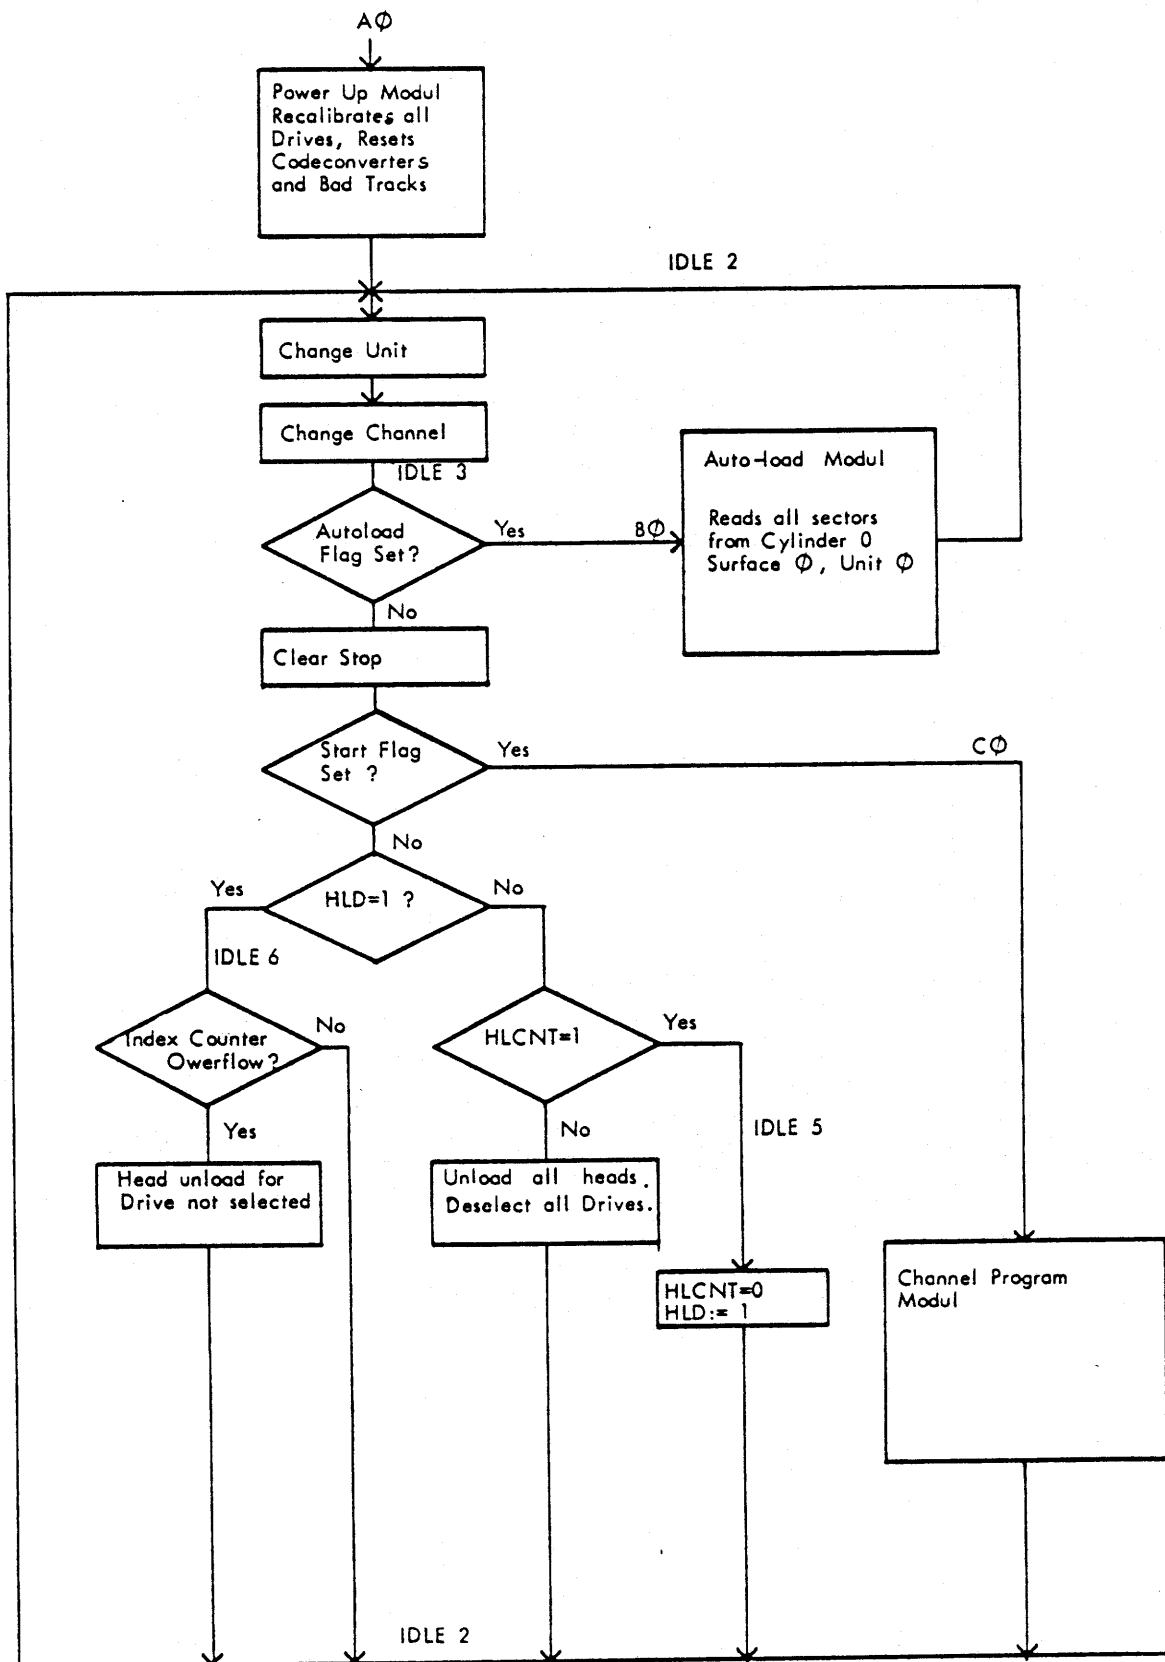 AØ
Power Up Modul
Recalibrates all
Drives, Resets
Codeconverters
and Bad Tracks
IDLE 2
Change Unit
Change Channel
IDLE 3
Autoload
Flag Set?
Yes
BØ
Auto-load Modul
Reads all sectors
from Cylinder 0
Surface Ø, Unit Ø
No
Clear Stop
Start Flag
Set ?
Yes
CØ
No
HLD=1 ?
Yes
No
IDLE 6
Index Counter
Owerflow?
No
HLCNT=1
Yes
Yes
No
IDLE 5
Head unload for
Drive not selected
Unload all heads.
Deselect all Drives.
HLCNT=0
HLD:= 1
Channel Program
Modul
IDLE 2